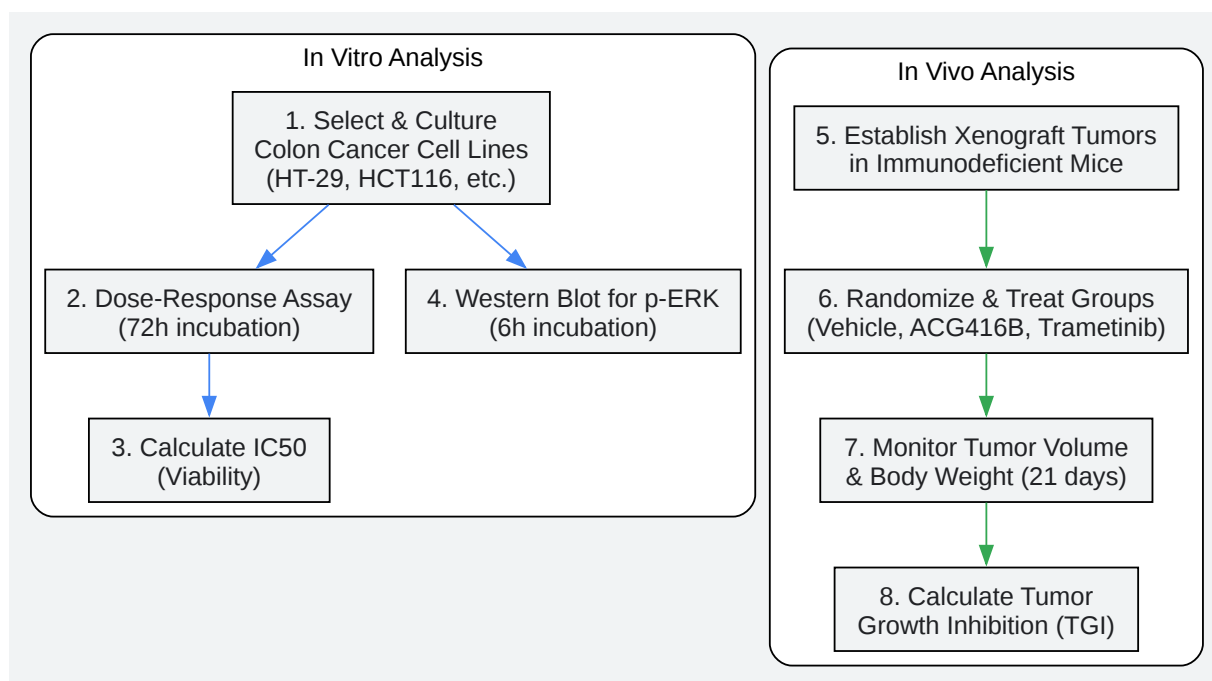 In Vitro Analysis
1. Select & Culture
Colon Cancer Cell Lines
(HT-29, HCT116, etc.)
2. Dose-Response Assay
(72h incubation)
4. Western Blot for p-ERK
(6h incubation)
3. Calculate IC50
(Viability)
In Vivo Analysis
5. Establish Xenograft Tumors
in Immunodeficient Mice
6. Randomize & Treat Groups
(Vehicle, ACG416B, Trametinib)
7. Monitor Tumor Volume
& Body Weight (21 days)
8. Calculate Tumor
Growth Inhibition (TGI)